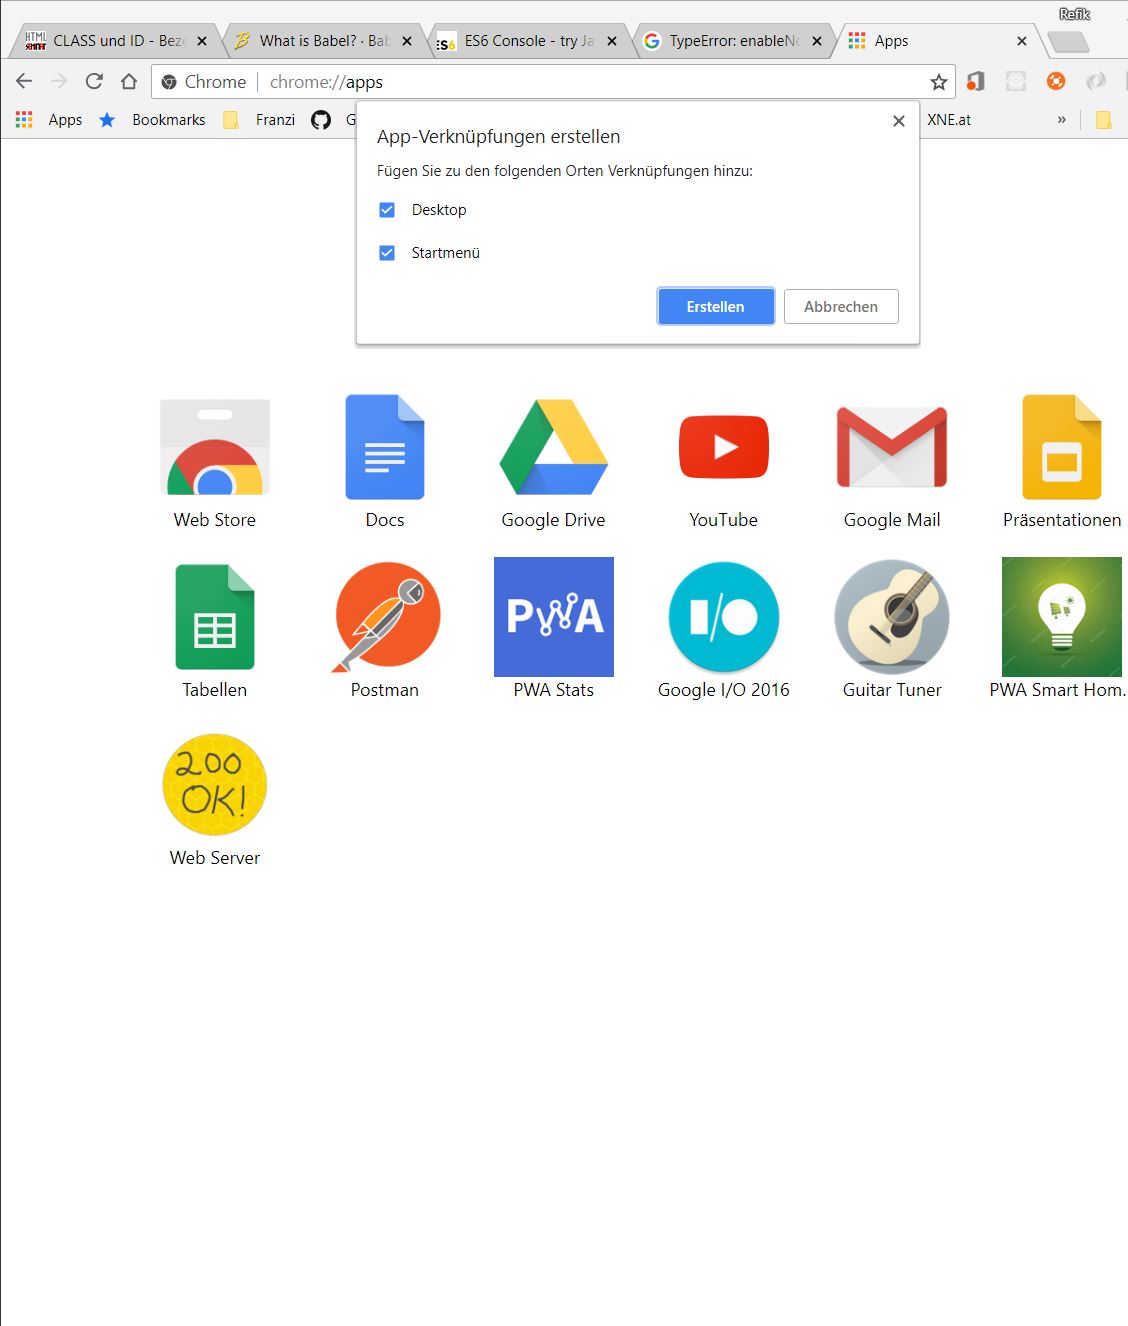 Refik
HTML CLASS und ID - Beze
What is Babel? · Bab
ES6 ES6 Console - try Ja
TypeError: enableNo
Apps
Chrome chrome://apps
Apps Bookmarks Franzi G XNE.at »
App-Verknüpfungen erstellen
Fügen Sie zu den folgenden Orten Verknüpfungen hinzu:
Desktop
Startmenü
Erstellen Abbrechen
Web Store Docs Google Drive YouTube Google Mail Präsentationen
PWA I/O
Tabellen Postman PWA Stats Google I/O 2016 Guitar Tuner PWA Smart Hom.
200
OK!
Web Server